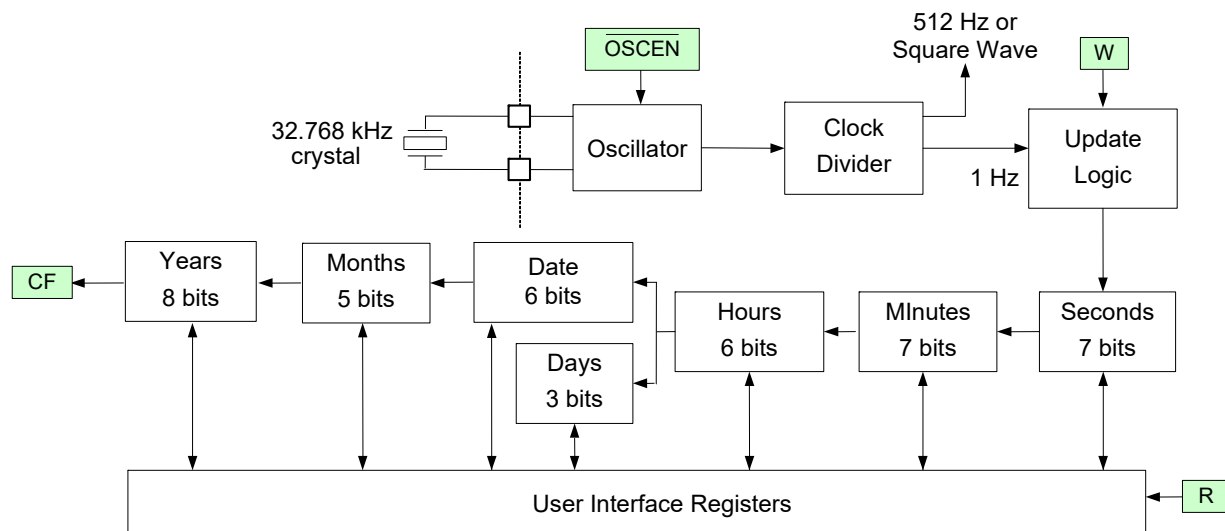 OSCEN
512 Hz or
Square Wave
W
32.768 kHz
crystal
Oscillator
Clock
Divider
1 Hz
Update
Logic
CF
Years
8 bits
Months
5 bits
Date
6 bits
Days
3 bits
Hours
6 bits
MInutes
7 bits
Seconds
7 bits
User Interface Registers
R